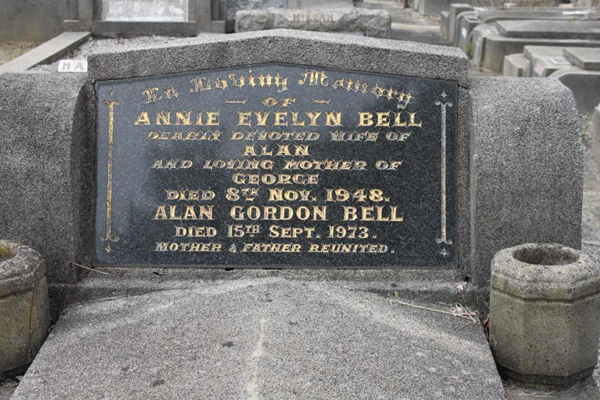 In Loving Memory
OF
ANNIE EVELYN BELL
DEARLY DEVOTED WIFE OF
ALAN
AND LOVING MOTHER OF
GEORGE
DIED 8TH NOV. 1948.
ALAN GORDON BELL
DIED 15TH SEPT. 1973.
MOTHER & FATHER REUNITED.